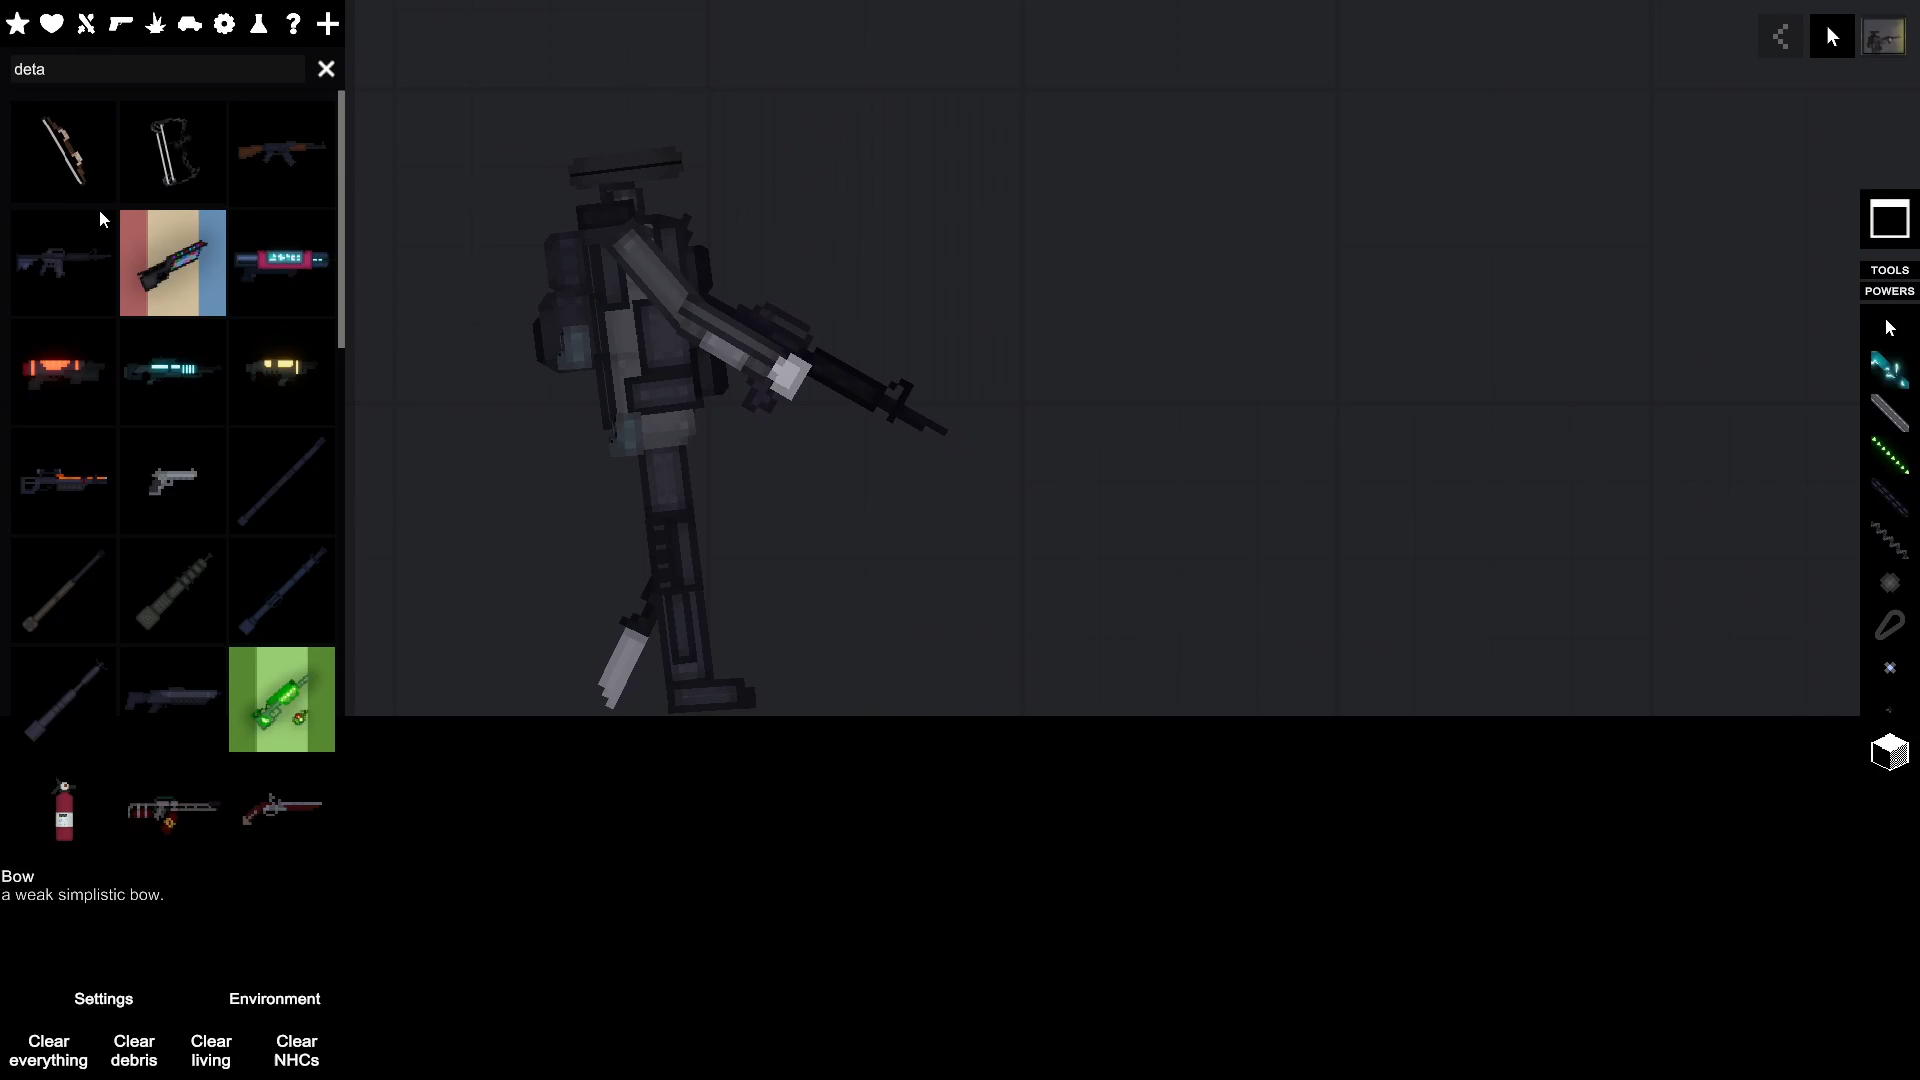 deta
TOOLS
POWERS
Bow
a weak simplistic bow.
Settings
Environment
Clear everything
Clear debris
Clear living
Clear NHCs